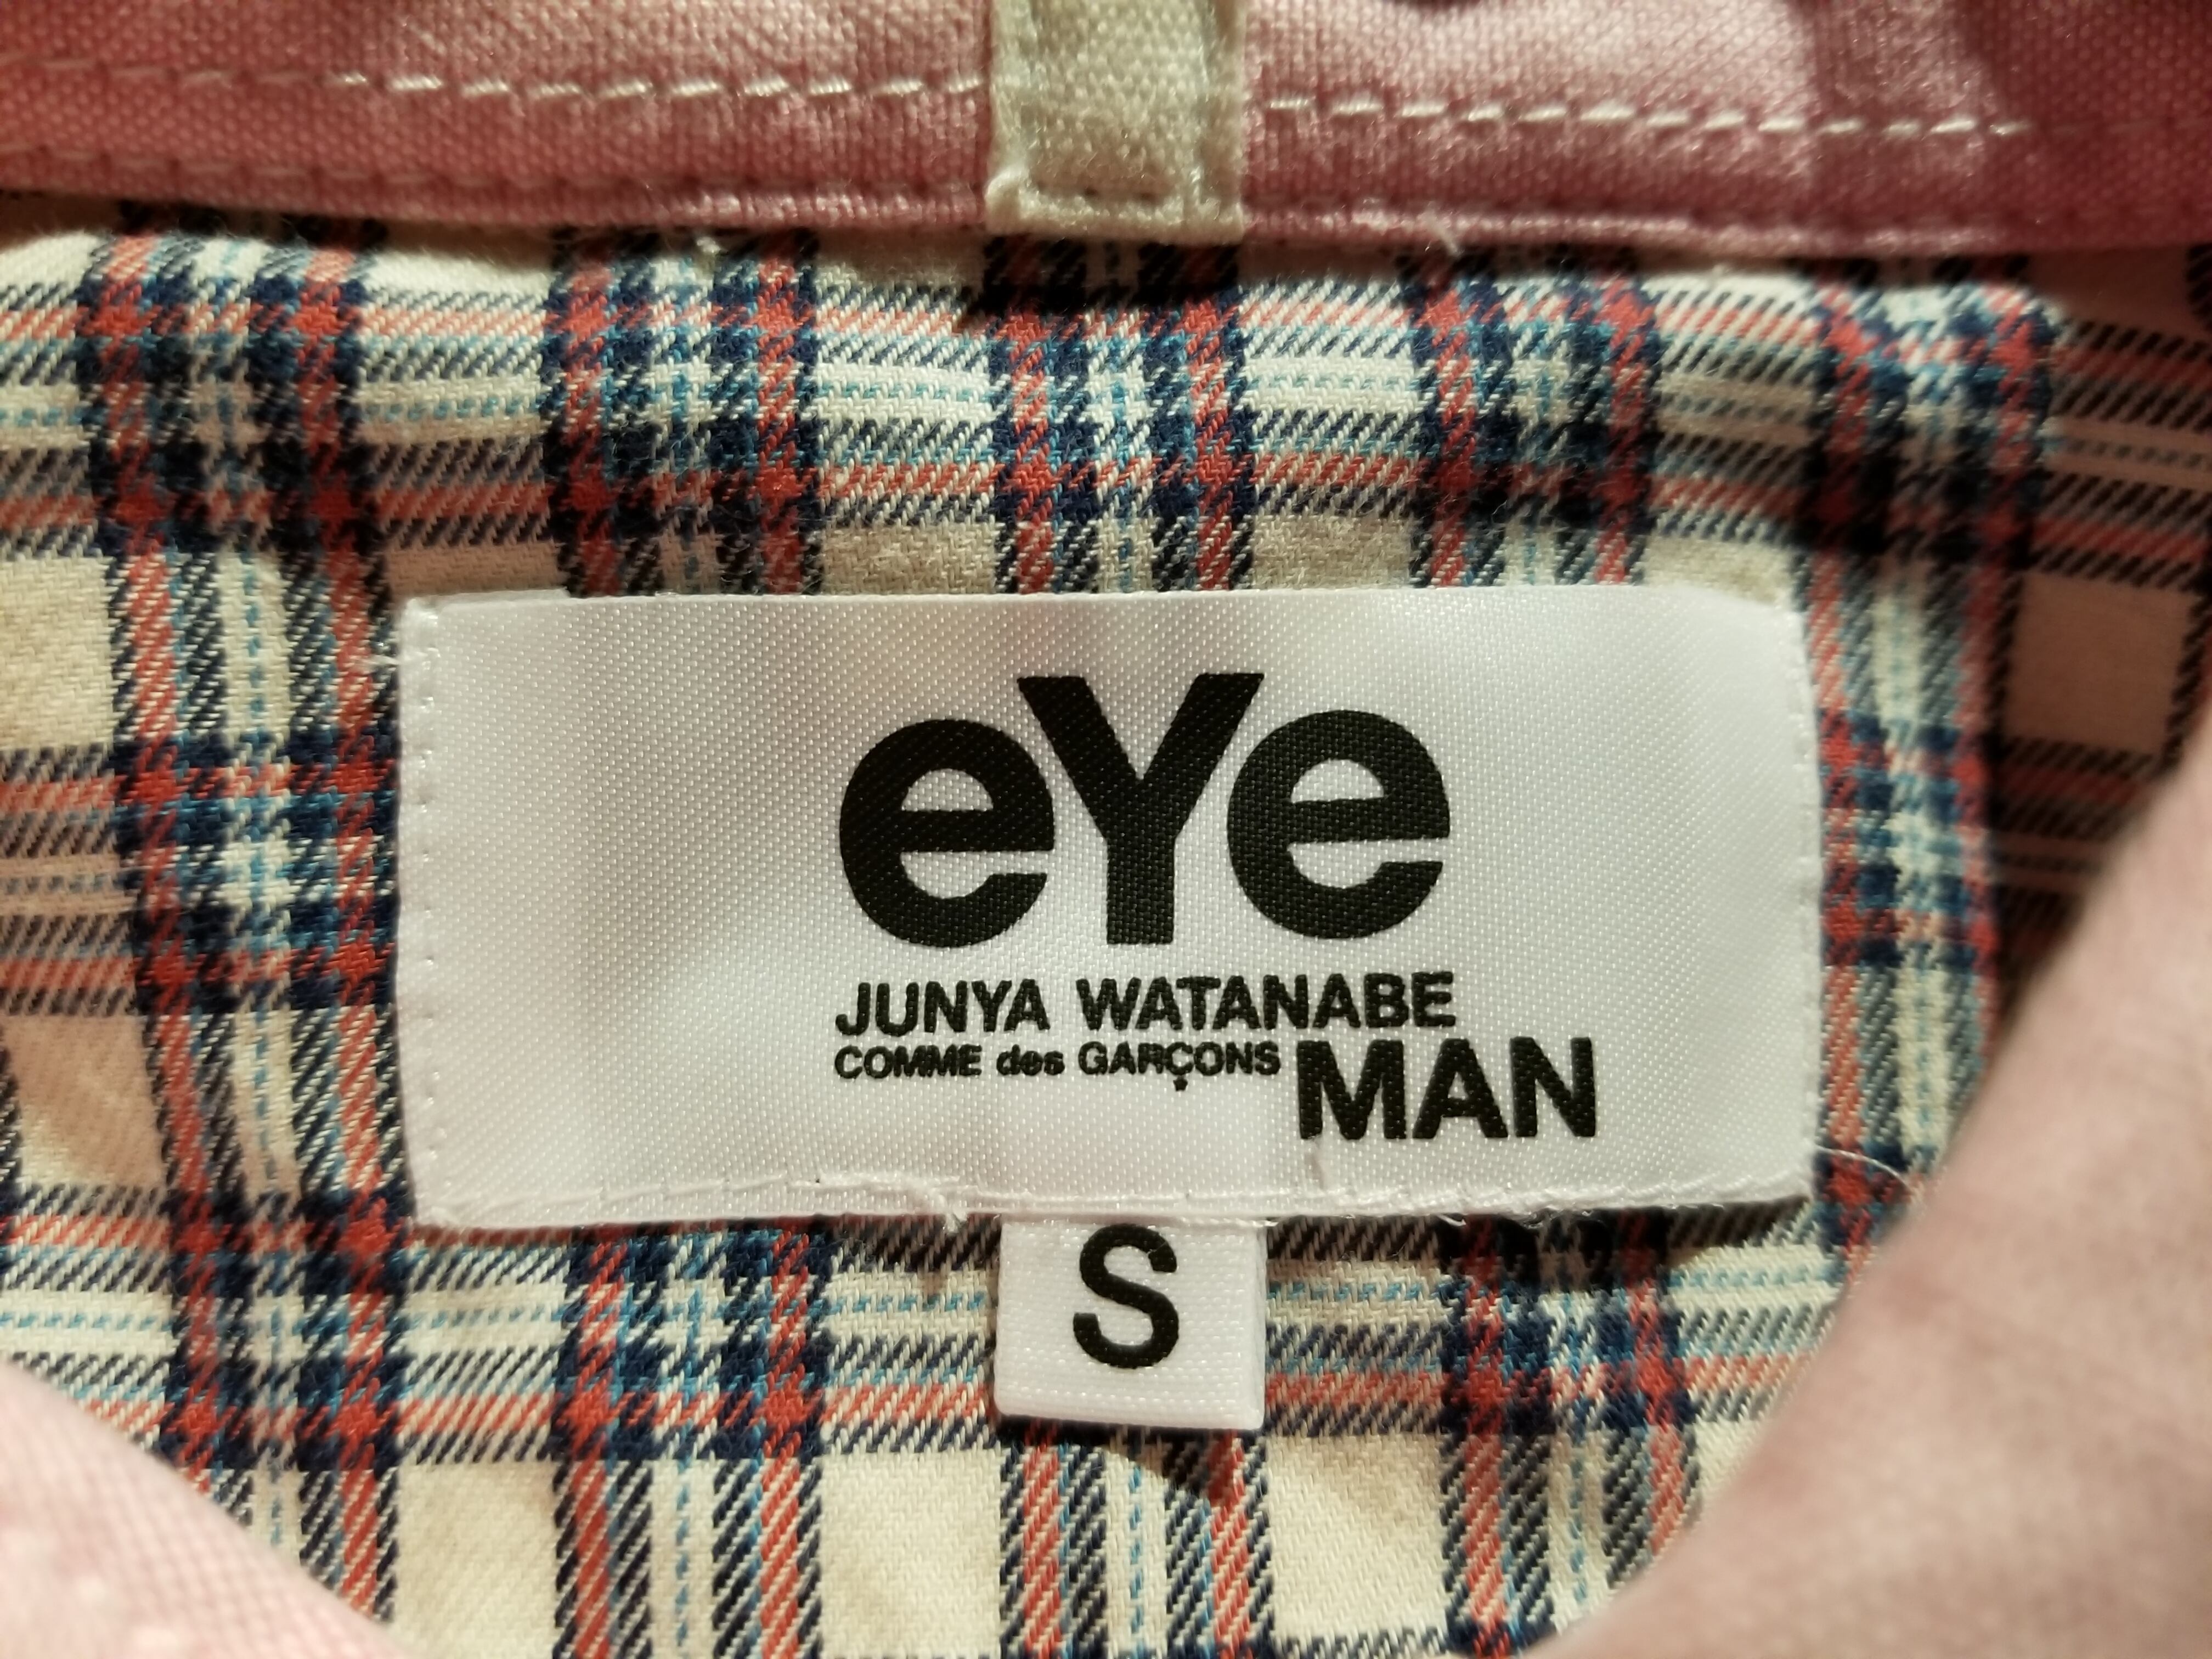 eYe
JUNYA WATANABE
COMME des GARÇONS MAN
S